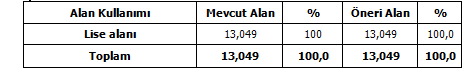 Alan Kullanımı Mevcut Alan % Öneri Alan %
Lise alanı 13,049 100 13,049 100,0
Toplam 13,049 100,0 13,049 100,0